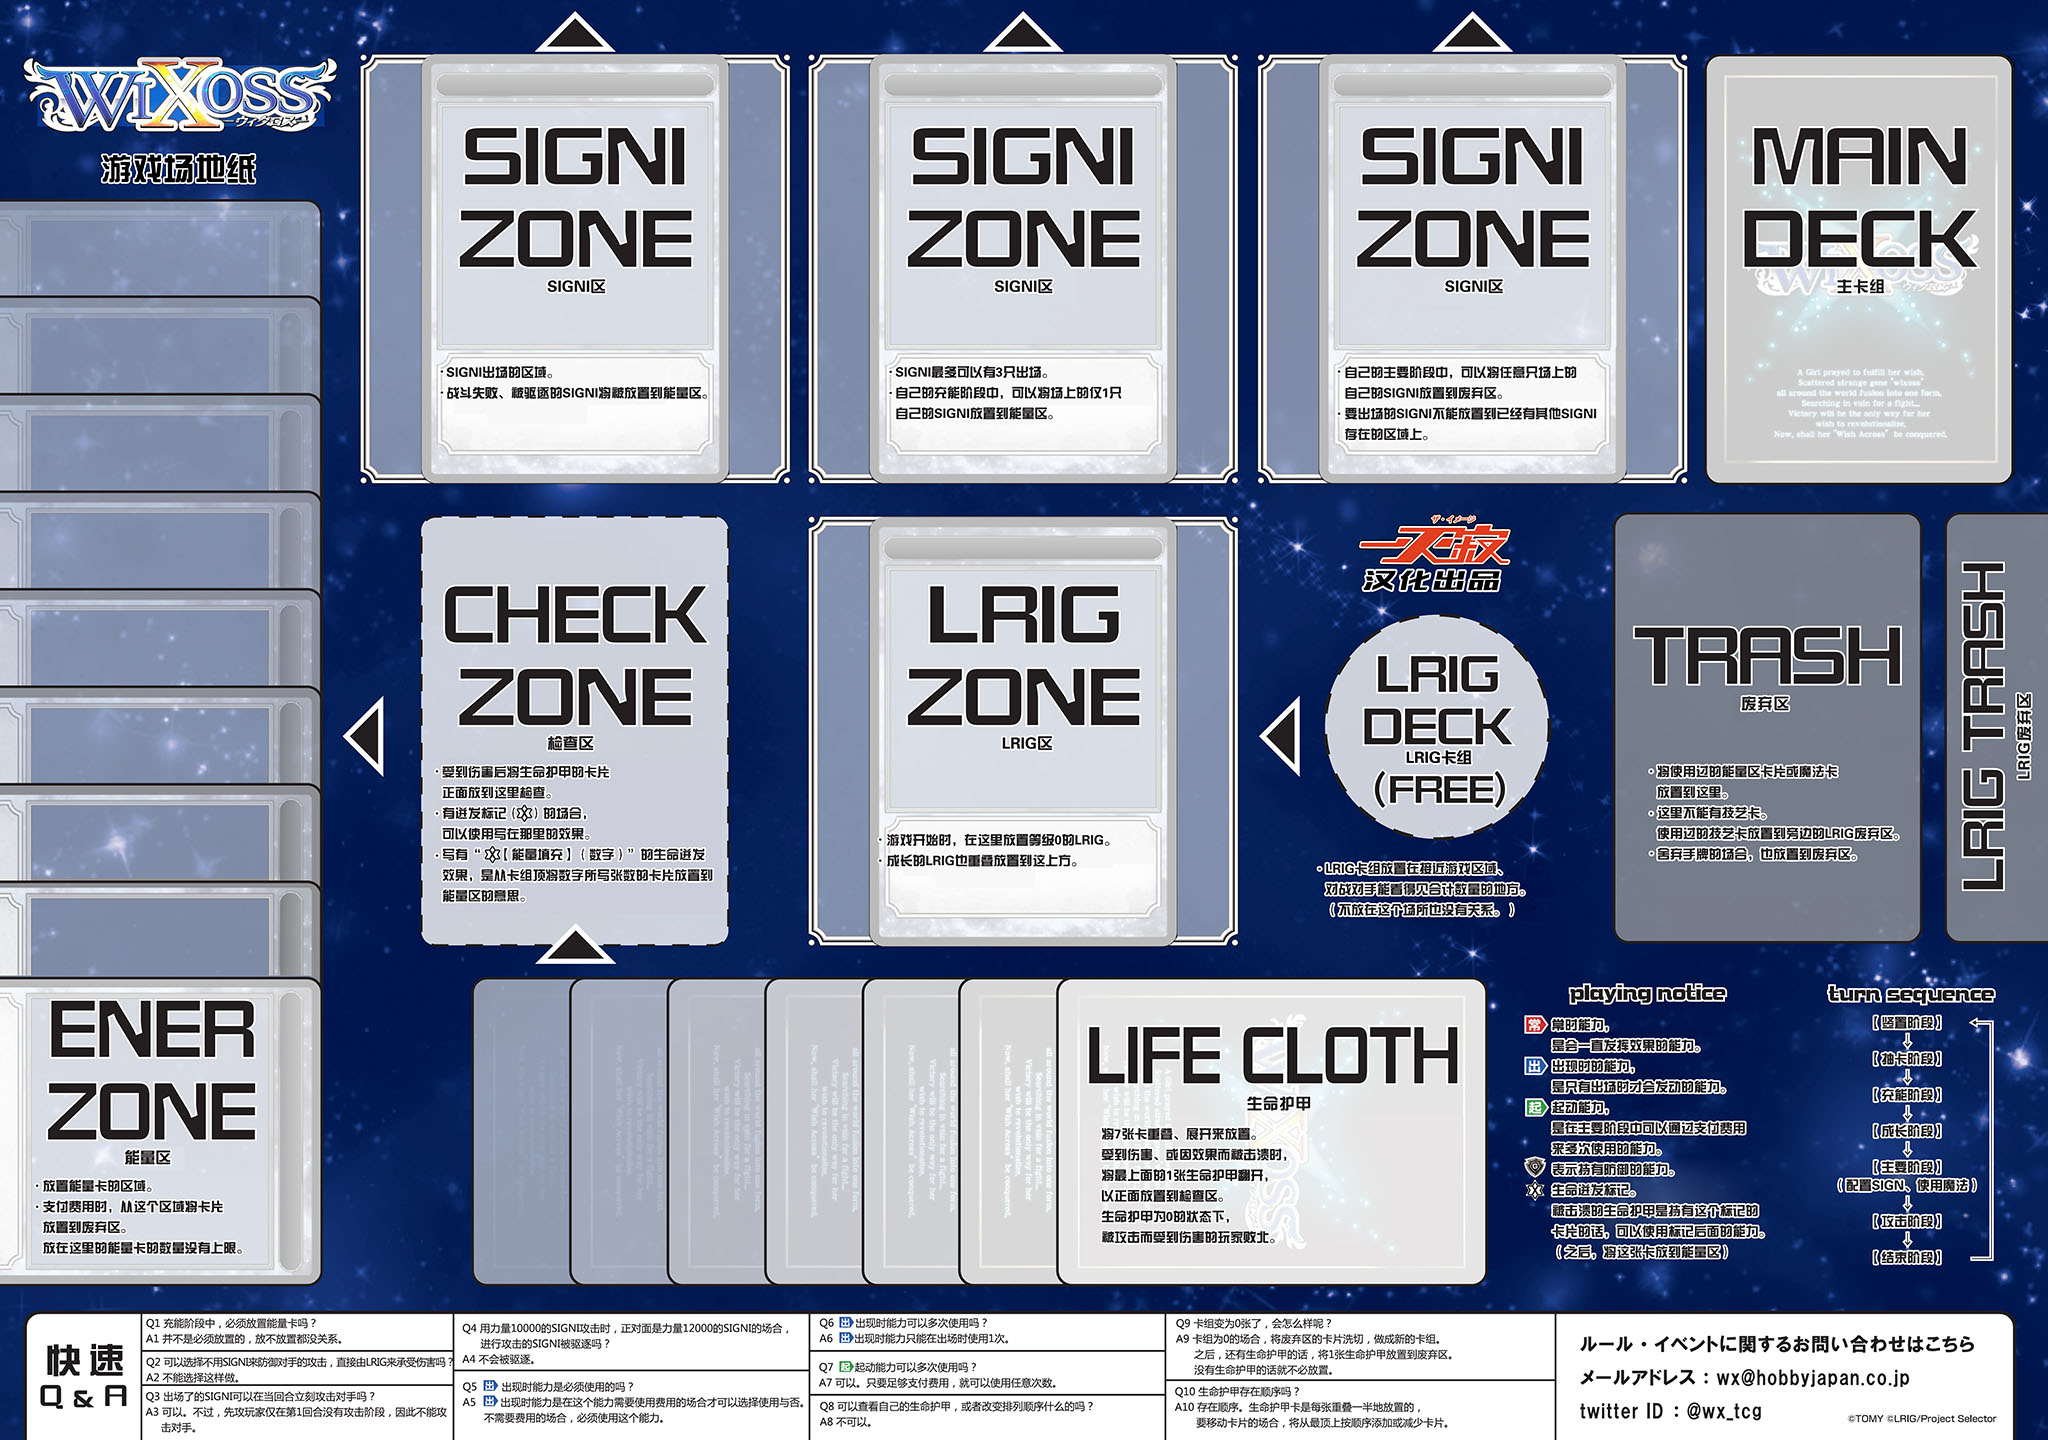 WIXOSS
ーウィクロスー
游戏场地纸
SIGNI
ZONE
SIGNI区
·SIGNI出场的区域。
·战斗失败、被驱逐的SIGNI将被放置到能量区。
SIGNI
ZONE
SIGNI区
·SIGNI最多可以有3只出场。
·自己的充能阶段中，可以将场上的仅1只
自己的SIGNI放置到能量区。
SIGNI
ZONE
SIGNI区
·自己的主要阶段中，可以将任意只场上的
自己的SIGNI放置到废弃区。
·要出场的SIGNI不能放置到已经有其他SIGNI
存在的区域上。
MAIN
DECK
WIXOSS
ーウィクロスー
主卡组
A Girl prayed to fulfill her wish,
Scattered strange gene "wixoss"
all around the world fusion into one form.
Searching in vain for a fight...
Victory will be the only way for her
wish to revolutionalize.
Now, shall her "Wish Across" be conquered.
CHECK
ZONE
检查区
·受到伤害后将生命护甲的卡片
正面放到这里检查。
·有迸发标记（）的场合，
可以使用写在那里的效果。
·写有“【能量填充】（数字）”的生命迸发
效果，是从卡组顶将数字所写张数的卡片放置到
能量区的意思。
LRIG
ZONE
LRIG区
·游戏开始时，在这里放置等级0的LRIG。
·成长的LRIG也重叠放置到这上方。
ザ・イメージ
汉化出品
LRIG
DECK
LRIG卡组
(FREE)
·LRIG卡组放置在接近游戏区域、
对战对手能看得见合计数量的地方。
（不放在这个场所也没有关系。）
TRASH
废弃区
·将使用过的能量区卡片或魔法卡
放置到这里。
·这里不能有技艺卡。
使用过的技艺卡放置到旁边的LRIG废弃区。
·舍弃手牌的场合，也放置到废弃区。
LRIG TRASH
LRIG废弃区
ENER
ZONE
能量区
·放置能量卡的区域。
·支付费用时，从这个区域将卡片
放置到废弃区。
放在这里的能量卡的数量没有上限。
LIFE CLOTH
生命护甲
将7张卡重叠、展开来放置。
受到伤害、或因效果而被击溃时，
将最上面的1张生命护甲翻开，
以正面放置到检查区。
生命护甲为0的状态下，
被攻击而受到伤害的玩家败北。
playing notice
常 常时能力，
是会一直发挥效果的能力。
出 出现时的能力，
是只有出场时才会发动的能力。
起 起动能力，
是在主要阶段中可以通过支付费用
来多次使用的能力。
表示持有防御的能力。
生命迸发标记。
被击溃的生命护甲是持有这个标记的
卡片的话，可以使用标记后面的能力。
（之后，将这张卡放到能量区）
turn sequence
【竖置阶段】
↓
【抽卡阶段】
↓
【充能阶段】
↓
【成长阶段】
↓
【主要阶段】
（配置SIGN、使用魔法）
↓
【攻击阶段】
↓
【结束阶段】
快速
Q & A
Q1 充能阶段中，必须放置能量卡吗？
A1 并不是必须放置的，放不放置都没关系。
Q2 可以选择不用SIGNI来防御对手的攻击，直接由LRIG来承受伤害吗？
A2 不能选择这样做。
Q3 出场了的SIGNI可以在当回合立刻攻击对手吗？
A3 可以。不过，先攻玩家仅在第1回合没有攻击阶段，因此不能攻
击对手。
Q4 用力量10000的SIGNI攻击时，正对面是力量12000的SIGNI的场合，
进行攻击的SIGNI被驱逐吗？
A4 不会被驱逐。
Q5 出 出现时能力是必须使用的吗？
A5 出 出现时能力是在这个能力需要使用费用的场合才可以选择使用与否。
不需要费用的场合，必须使用这个能力。
Q6 出 出现时能力可以多次使用吗？
A6 出 出现时能力只能在出场时使用1次。
Q7 起 起动能力可以多次使用吗？
A7 可以。只要足够支付费用，就可以使用任意次数。
Q8 可以查看自己的生命护甲，或者改变排列顺序什么的吗？
A8 不可以。
Q9 卡组变为0张了，会怎么样呢？
A9 卡组为0的场合，将废弃区的卡片洗切，做成新的卡组。
之后，还有生命护甲的话，将1张生命护甲放置到废弃区。
没有生命护甲的话就不必放置。
Q10 生命护甲存在顺序吗？
A10 存在顺序。生命护甲卡是每张重叠一半地放置的，
要移动卡片的场合，将从最顶上按顺序添加或减少卡片。
ルール・イベントに関するお問い合わせはこちら
メールアドレス：wx@hobbyjapan.co.jp
twitter ID：@wx_tcg
©TOMY ©LRIG/Project Selector